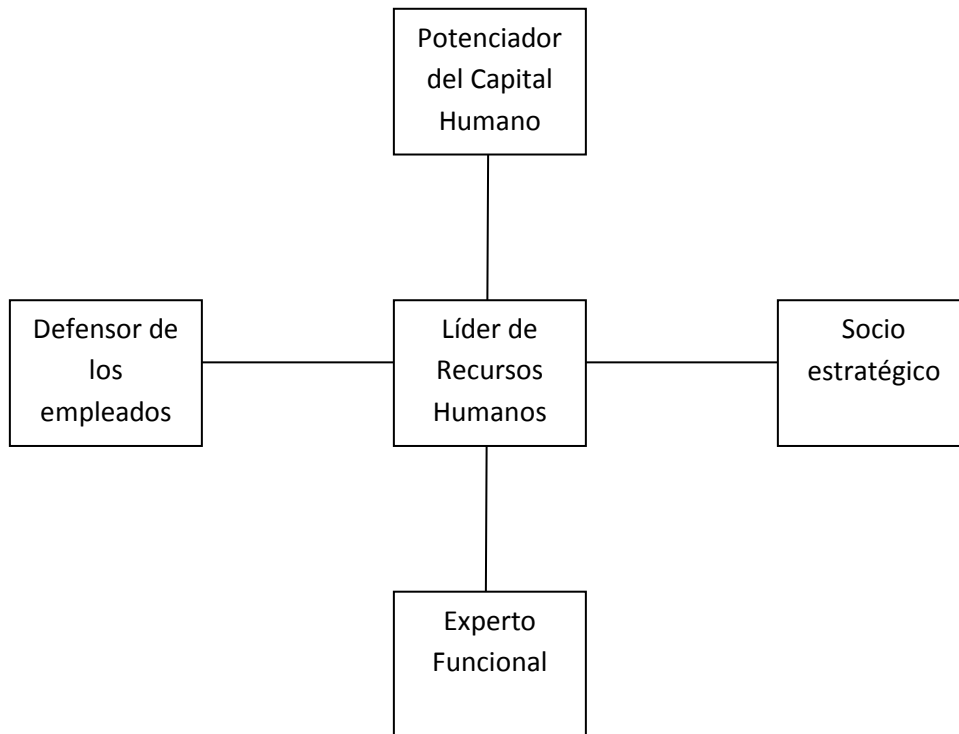 Potenciador
del Capital
Humano
Defensor de
los
empleados
Líder de
Recursos
Humanos
Socio
estratégico
Experto
Funcional